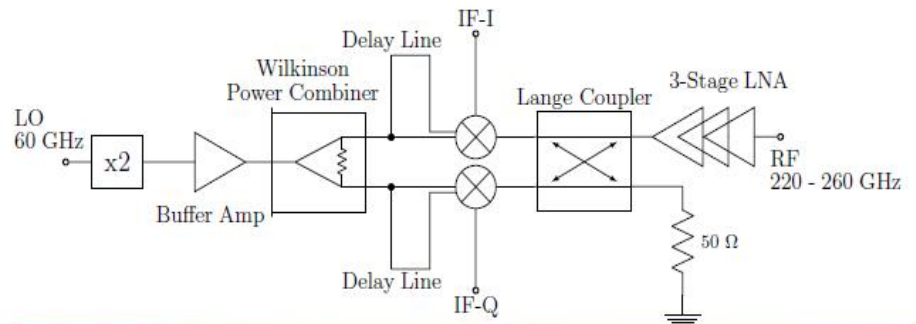 IF-I
Delay Line
Wilkinson
Power Combiner
Lange Coupler
3-Stage LNA
LO
60 GHz
x2
Buffer Amp
RF
220 - 260 GHz
50 Ω
Delay Line
IF-Q